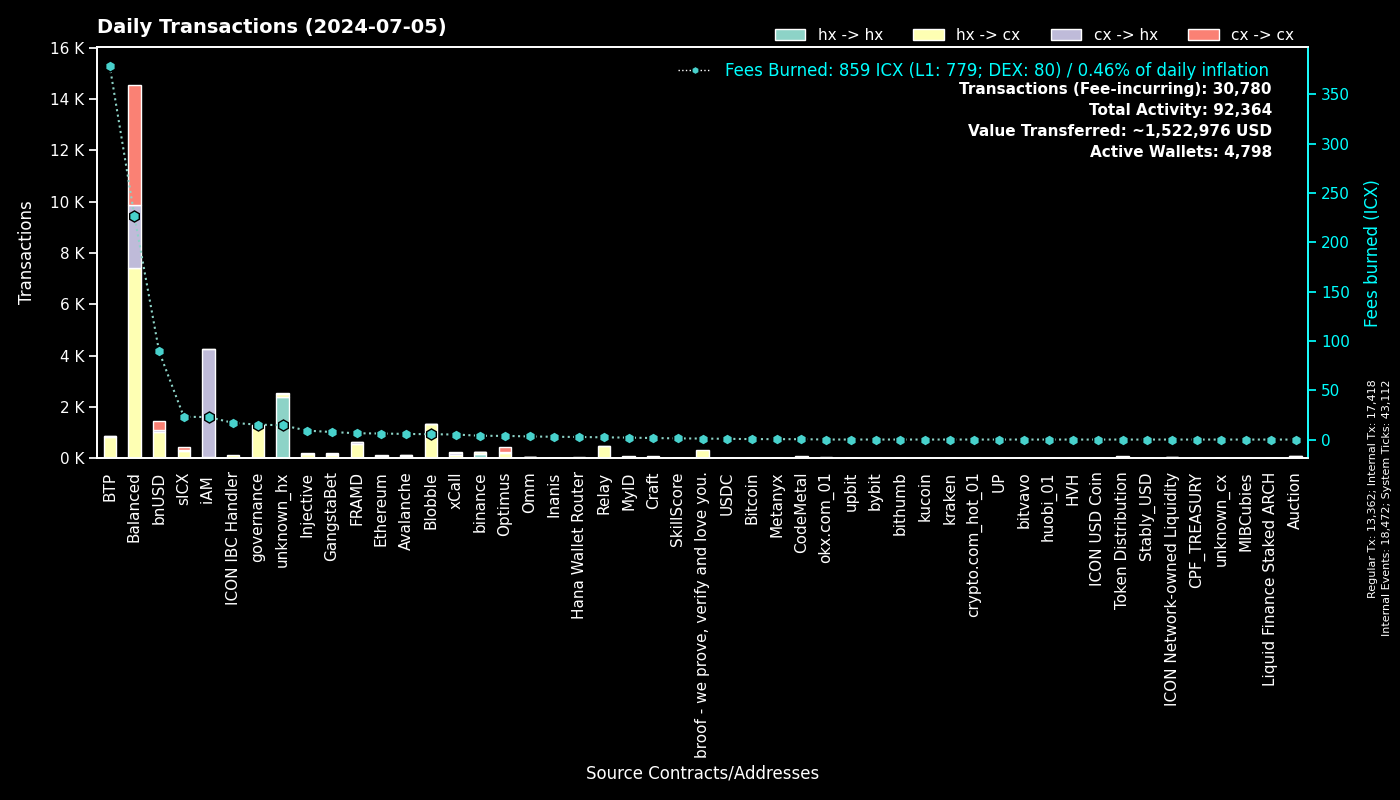 Daily Transactions (2024-07-05)
hx -> hx
hx -> cx
cx -> hx
cx -> cx
Fees Burned: 859 ICX (L1: 779; DEX: 80) / 0.46% of daily inflation
Transactions (Fee-incurring): 30,780
Total Activity: 92,364
Value Transferred: ~1,522,976 USD
Active Wallets: 4,798
Transactions
16 K
14 K
12 K
10 K
8 K
6 K
4 K
2 K
0 K
350
300
250
200
150
100
50
0
Fees burned (ICX)
Regular Tx: 13,362; Internal Tx: 17,418
Internal Events: 18,472; System Ticks: 43,112
BTP
Balanced
bnUSD
sICX
iAM
ICON IBC Handler
governance
unknown_hx
Injective
GangstaBet
FRAMD
Ethereum
Avalanche
Blobble
xCall
binance
Optimus
Omm
Inanis
Hana Wallet Router
Relay
MyID
Craft
SkillScore
broof - we prove, verify and love you.
USDC
Bitcoin
Metanyx
CodeMetal
okx.com_01
upbit
bybit
bithumb
kucoin
kraken
crypto.com_hot_01
UP
bitvavo
huobi_01
HVH
ICON USD Coin
Token Distribution
Stably_USD
ICON Network-owned Liquidity
CPF_TREASURY
unknown_cx
MIBCubies
Liquid Finance Staked ARCH
Auction
Source Contracts/Addresses